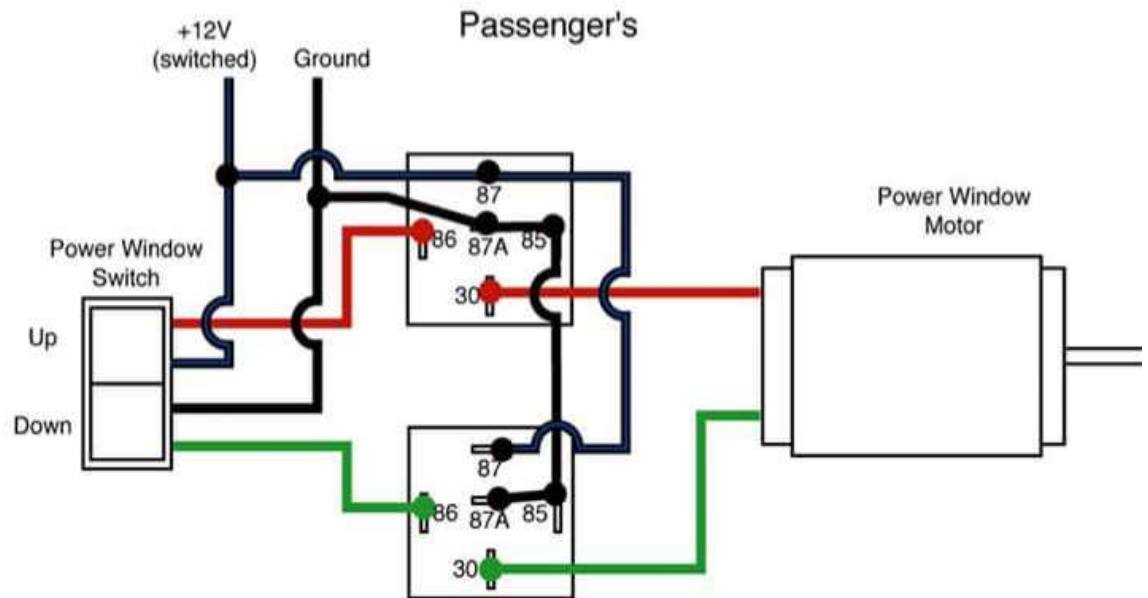 Passenger's
+12V
(switched)
Ground
87
86
87A
85
30
Power Window
Switch
Up
Down
Power Window
Motor
87
86
87A
85
30